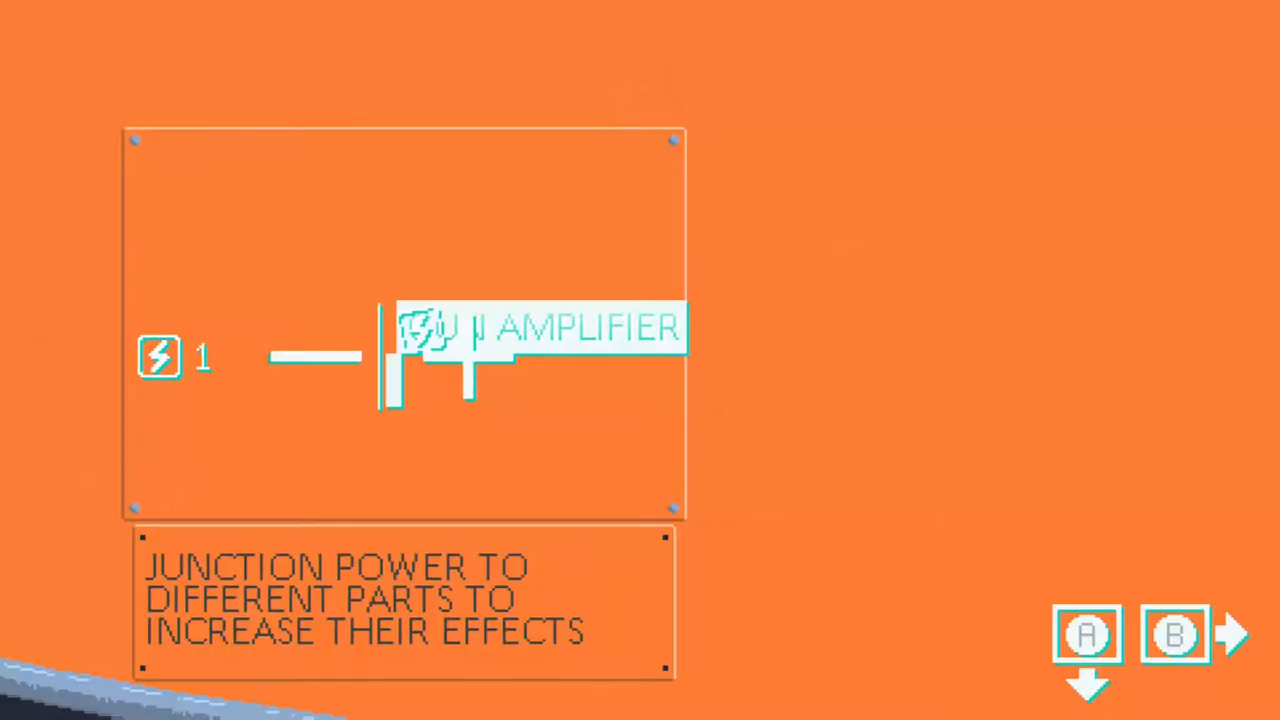 AMPLIFIER
1
JUNCTION POWER TO
DIFFERENT PARTS TO
INCREASE THEIR EFFECTS
A B